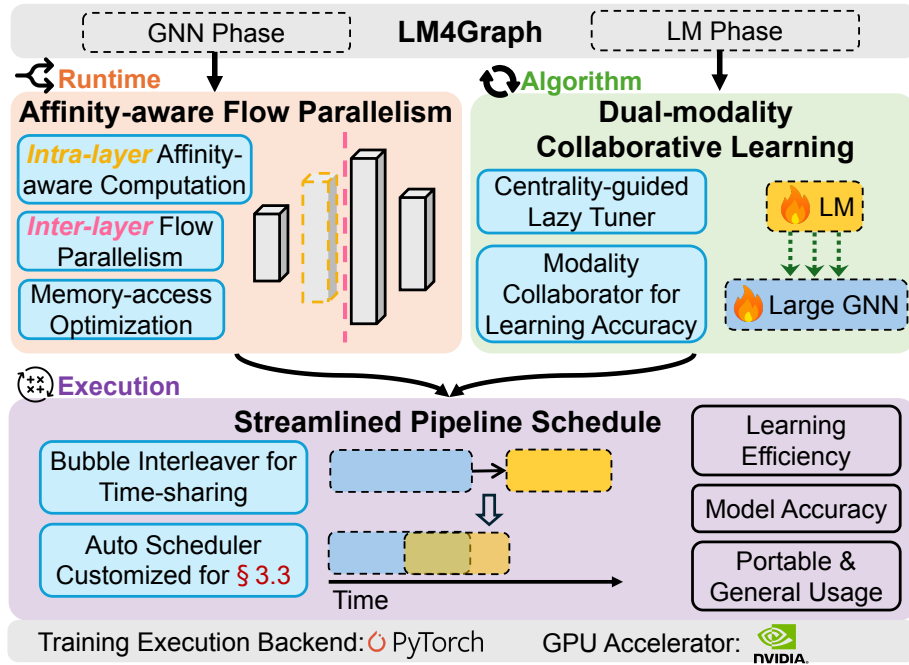 GNN Phase
LM4Graph
LM Phase
Runtime
Affinity-aware Flow Parallelism
Intra-layer Affinity-
aware Computation
Inter-layer Flow
Parallelism
Memory-access
Optimization
Algorithm
Dual-modality
Collaborative Learning
Centrality-guided
Lazy Tuner
Modality
Collaborator for
Learning Accuracy
LM
Large GNN
Execution
Streamlined Pipeline Schedule
Bubble Interleaver for
Time-sharing
Auto Scheduler
Customized for § 3.3
Time
Learning
Efficiency
Model Accuracy
Portable &
General Usage
Training Execution Backend: PyTorch
GPU Accelerator:
NVIDIA.